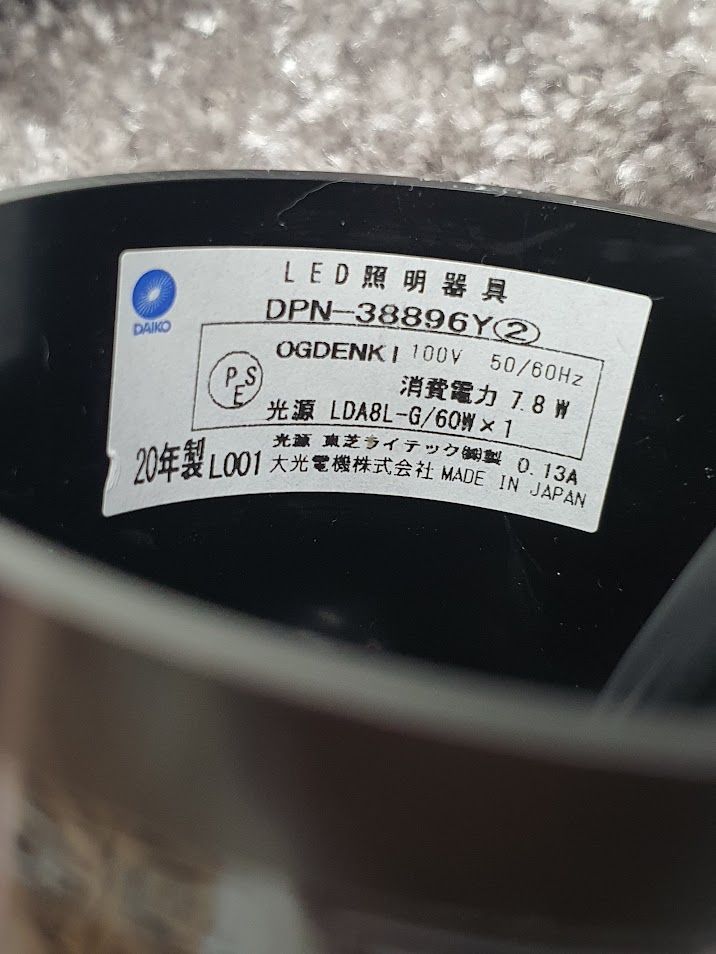 LED照明器具
DAIKO
DPN-38896Y②
OGDENKI 100V 50/60Hz
PSE
消費電力 7.8W
光源 LDA8L-G/60W×1
光源 東芝ライテック㈱製 0.13A
20年製 L001 大光電機株式会社 MADE IN JAPAN